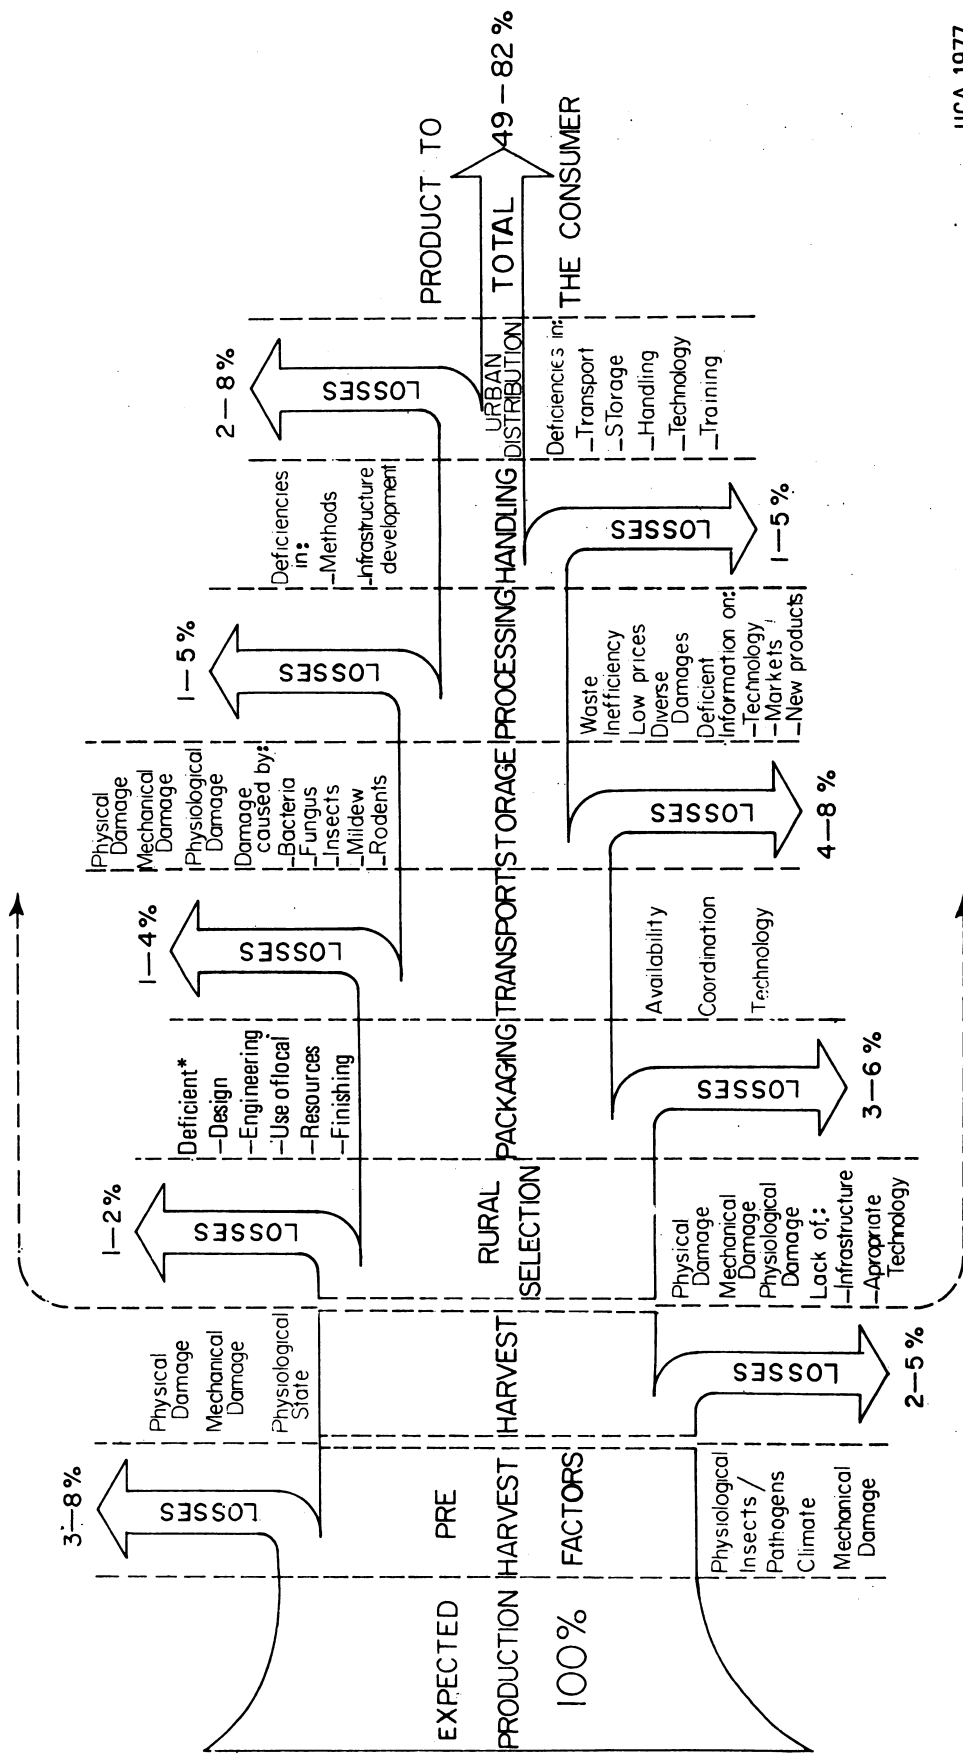 3–8%
LOSSES
1–2%
LOSSES
1–4%
LOSSES
1–5%
LOSSES
2–8%
LOSSES
Physical
Damage
Mechanical
Damage
Physiological
State
Deficient*
–Design
–Engineering
–Use of local
–Resources
–Finishing
Physical
Damage
Mechanical
Damage
Physiological
Damage
Damage
caused by:
–Bacteria
–Fungus
–Insects
–Mildew
–Rodents
Deficiencies
in:
–Methods
–Infrastructure
development
EXPECTED
PRODUCTION
100%
PRE
HARVEST
FACTORS
HARVEST
RURAL
SELECTION
PACKAGING
TRANSPORT
STORAGE
PROCESSING
HANDLING
URBAN
DISTRIBUTION
PRODUCT TO
TOTAL
49–82%
THE CONSUMER
Physiological
Insects/
Pathogens
Climate
Mechanical
Damage
LOSSES
2–5%
Physical
Damage
Mechanical
Damage
Physiological
Damage
Lack of:
–Infrastructure
–Apropriate
Technology
LOSSES
3–6%
Availability
Coordination
Technology
LOSSES
4–8%
Waste
Inefficiency
Low prices
Diverse
Damages
Deficient
Information on:
–Technology
–Markets
–New products
LOSSES
1–5%
Deficiencies in:
–Transport
–STorage
–Handling
–Technology
–Training
1977